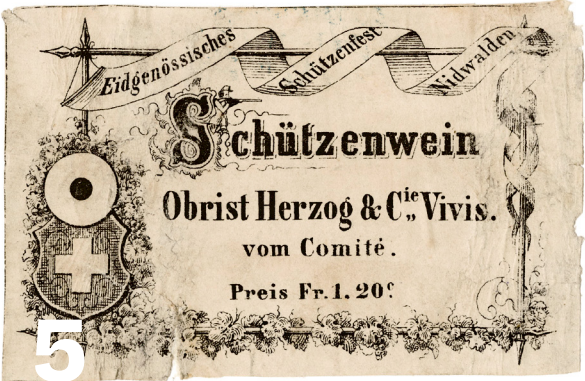 Eidgenössisches Schützenfest Nidwalden
Schützenwein
Obrist Herzog & Cie Vivis.
vom Comité.
Preis Fr. 1. 20c.
5